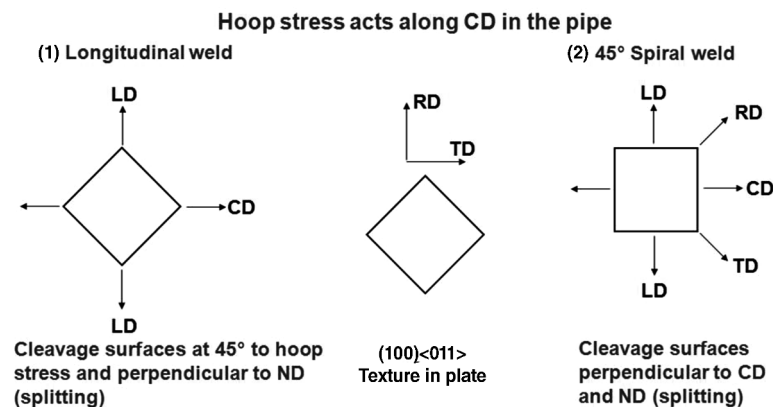 Hoop stress acts along CD in the pipe
(1) Longitudinal weld
(2) 45° Spiral weld
LD
CD
LD
RD
TD
LD
RD
CD
TD
LD
Cleavage surfaces at 45° to hoop
stress and perpendicular to ND
(splitting)
(100)<011>
Texture in plate
Cleavage surfaces
perpendicular to CD
and ND (splitting)